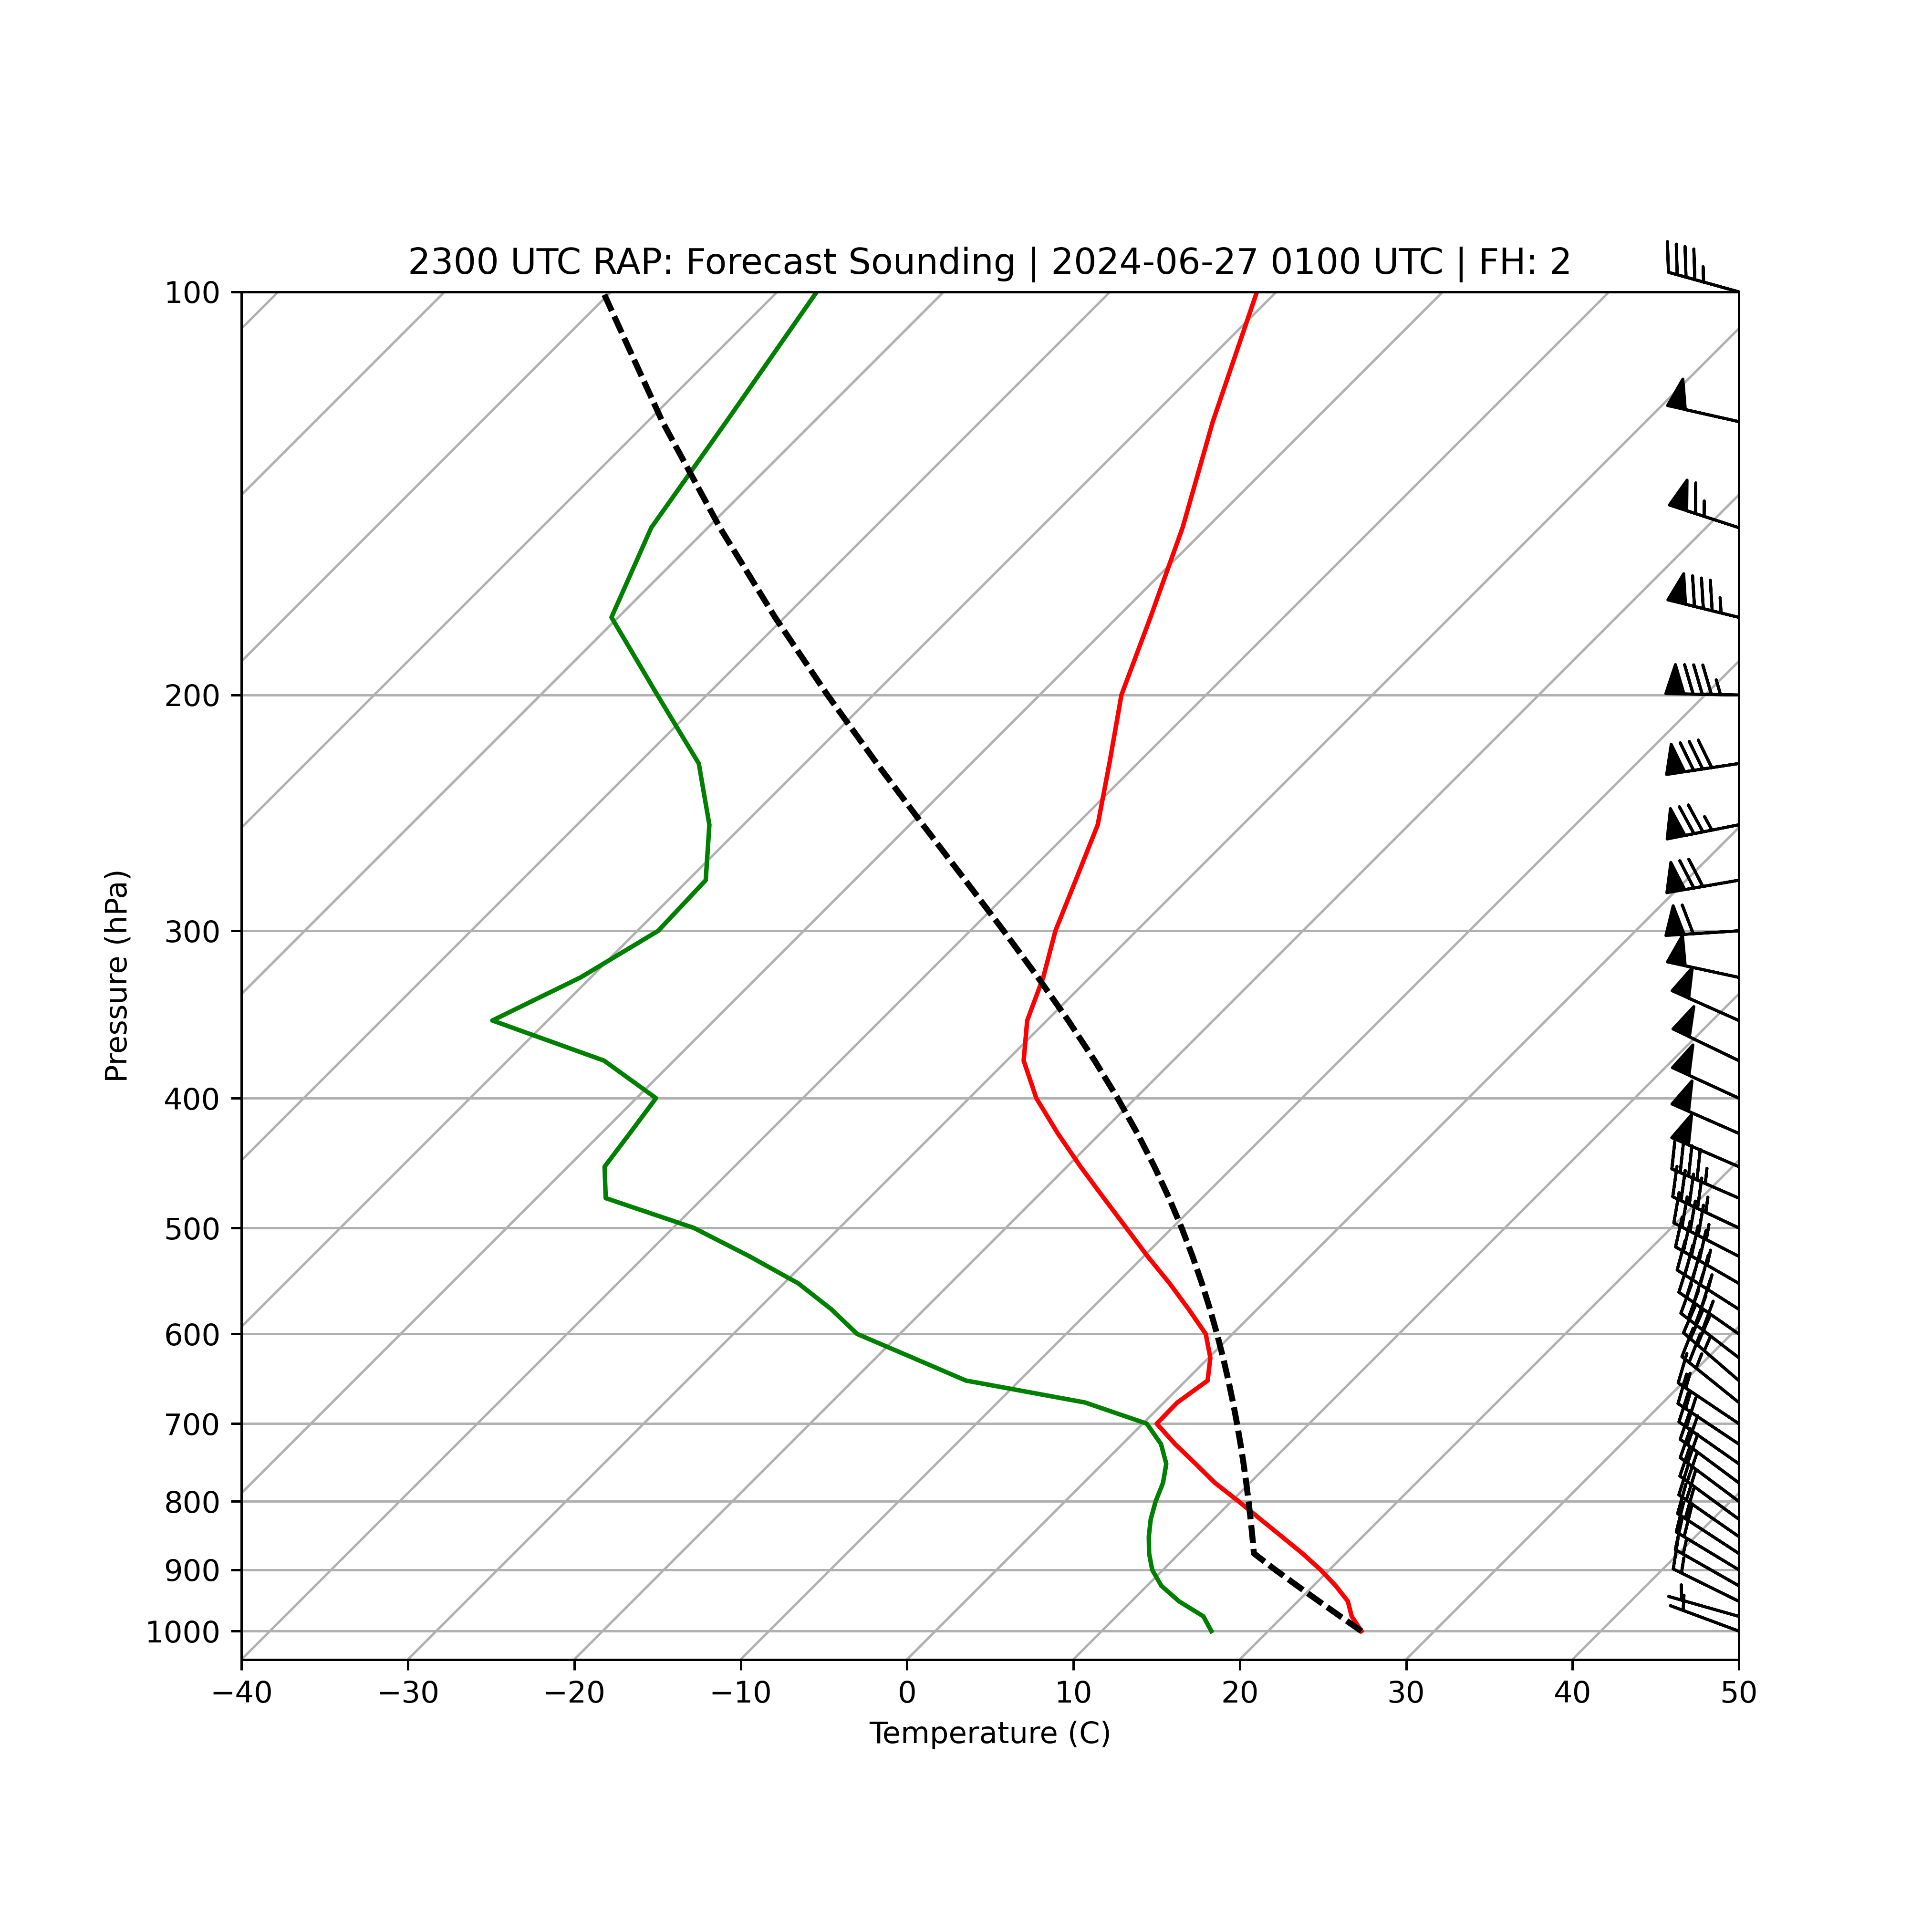 2300 UTC RAP: Forecast Sounding | 2024-06-27 0100 UTC | FH: 2
100
200
300
400
500
600
700
800
900
1000
Pressure (hPa)
−40 −30 −20 −10 0 10 20 30 40 50
Temperature (C)